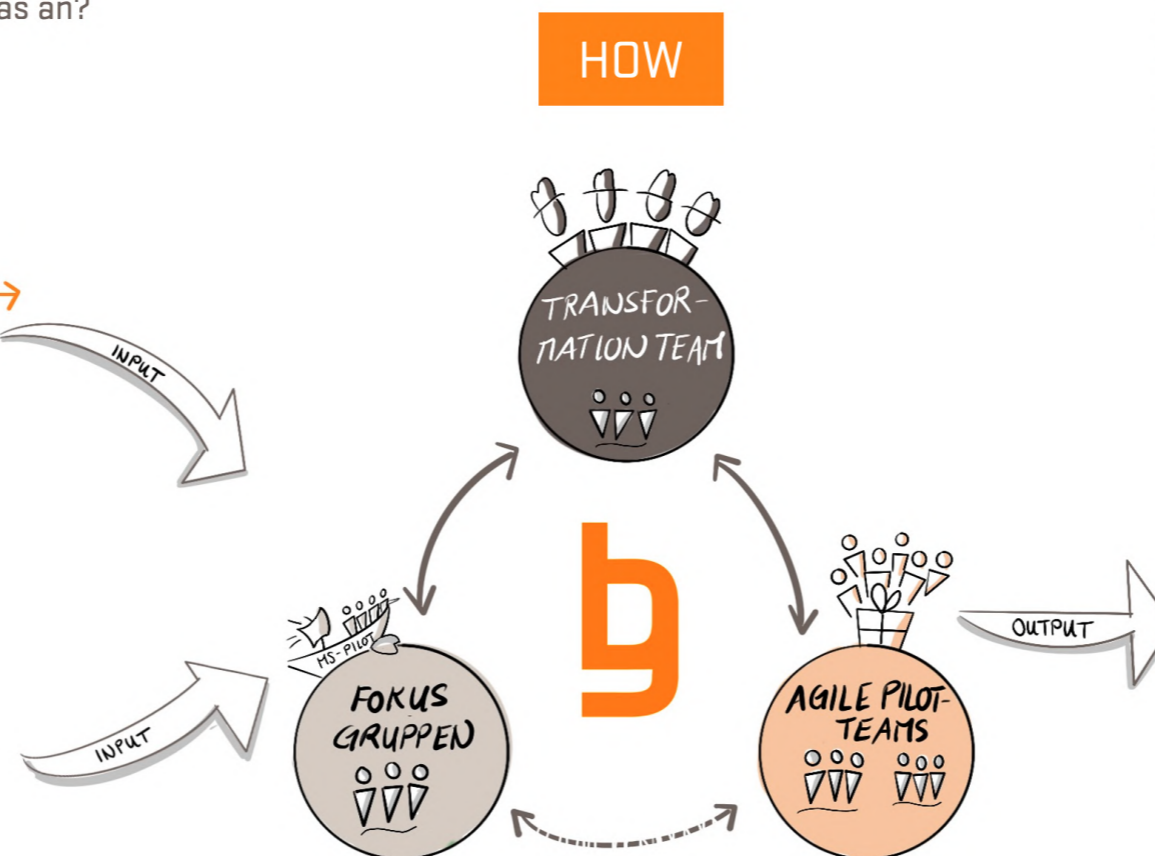 as an?
HOW
TRANSFOR-
MATION TEAM
INPUT
MS-PILOT
FOKUS
GRUPPEN
INPUT
AGILE PILOT-
TEAMS
OUTPUT